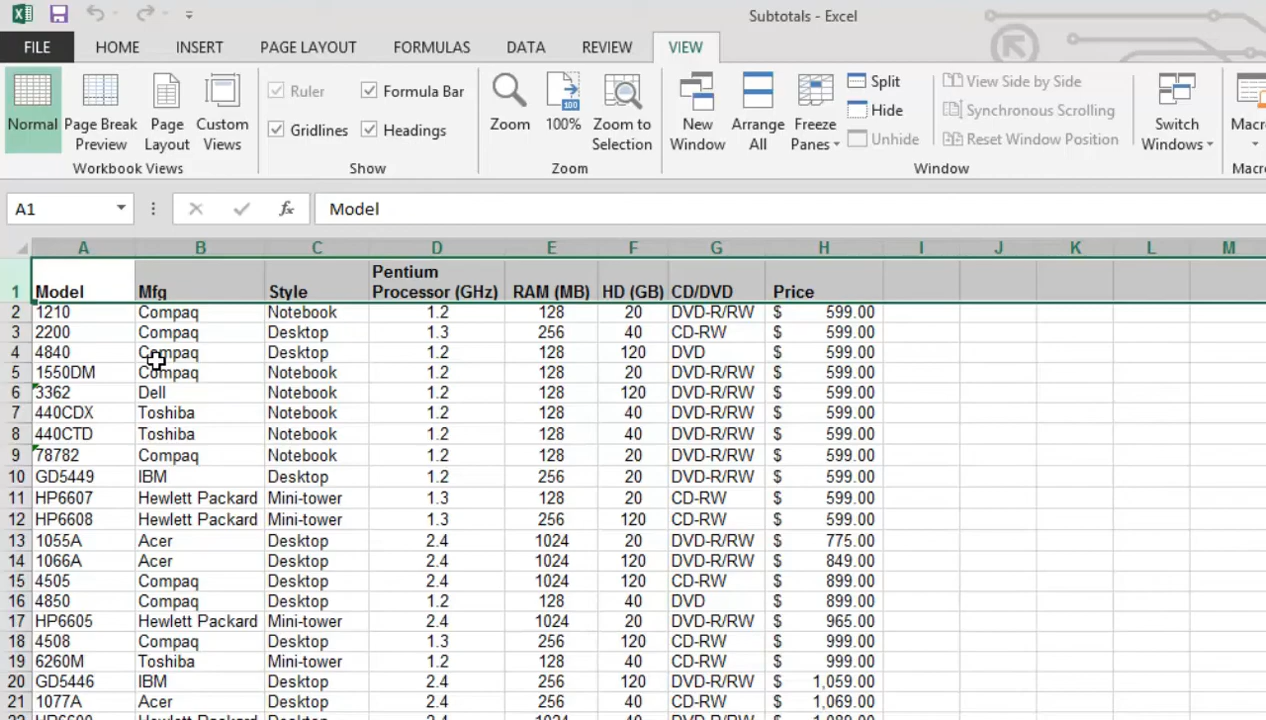 Subtotals - Excel
FILE HOME INSERT PAGE LAYOUT FORMULAS DATA REVIEW VIEW
Normal Page Break Preview Page Layout Custom Views
Workbook Views
Ruler Formula Bar
Gridlines Headings
Show
Zoom 100% Zoom to Selection
Zoom
New Window Arrange All Freeze Panes
Split
Hide
Unhide
View Side by Side
Synchronous Scrolling
Reset Window Position
Window
Switch Windows
A1 fx Model
A B C D E F G H I J K L M
1 Model Mfg Style Pentium Processor (GHz) RAM (MB) HD (GB) CD/DVD Price
2 1210 Compaq Notebook 1.2 128 20 DVD-R/RW $ 599.00
3 2200 Compaq Desktop 1.3 256 40 CD-RW $ 599.00
4 4840 Compaq Desktop 1.2 128 120 DVD $ 599.00
5 1550DM Compaq Notebook 1.2 128 20 DVD-R/RW $ 599.00
6 3362 Dell Notebook 1.2 128 120 DVD-R/RW $ 599.00
7 440CDX Toshiba Notebook 1.2 128 40 DVD-R/RW $ 599.00
8 440CTD Toshiba Notebook 1.2 128 40 DVD-R/RW $ 599.00
9 78782 Compaq Notebook 1.2 128 20 DVD-R/RW $ 599.00
10 GD5449 IBM Desktop 1.2 256 20 DVD-R/RW $ 599.00
11 HP6607 Hewlett Packard Mini-tower 1.3 128 20 CD-RW $ 599.00
12 HP6608 Hewlett Packard Mini-tower 1.3 256 120 CD-RW $ 599.00
13 1055A Acer Desktop 2.4 1024 20 DVD-R/RW $ 775.00
14 1066A Acer Desktop 2.4 1024 120 DVD-R/RW $ 849.00
15 4505 Compaq Desktop 2.4 1024 120 CD-RW $ 899.00
16 4850 Compaq Desktop 1.2 128 40 DVD $ 899.00
17 HP6605 Hewlett Packard Mini-tower 2.4 1024 20 DVD-R/RW $ 965.00
18 4508 Compaq Desktop 1.3 256 120 CD-RW $ 999.00
19 6260M Toshiba Mini-tower 1.2 128 40 CD-RW $ 999.00
20 GD5446 IBM Desktop 2.4 256 120 DVD-R/RW $ 1,059.00
21 1077A Acer Desktop 2.4 256 40 CD-RW $ 1,069.00